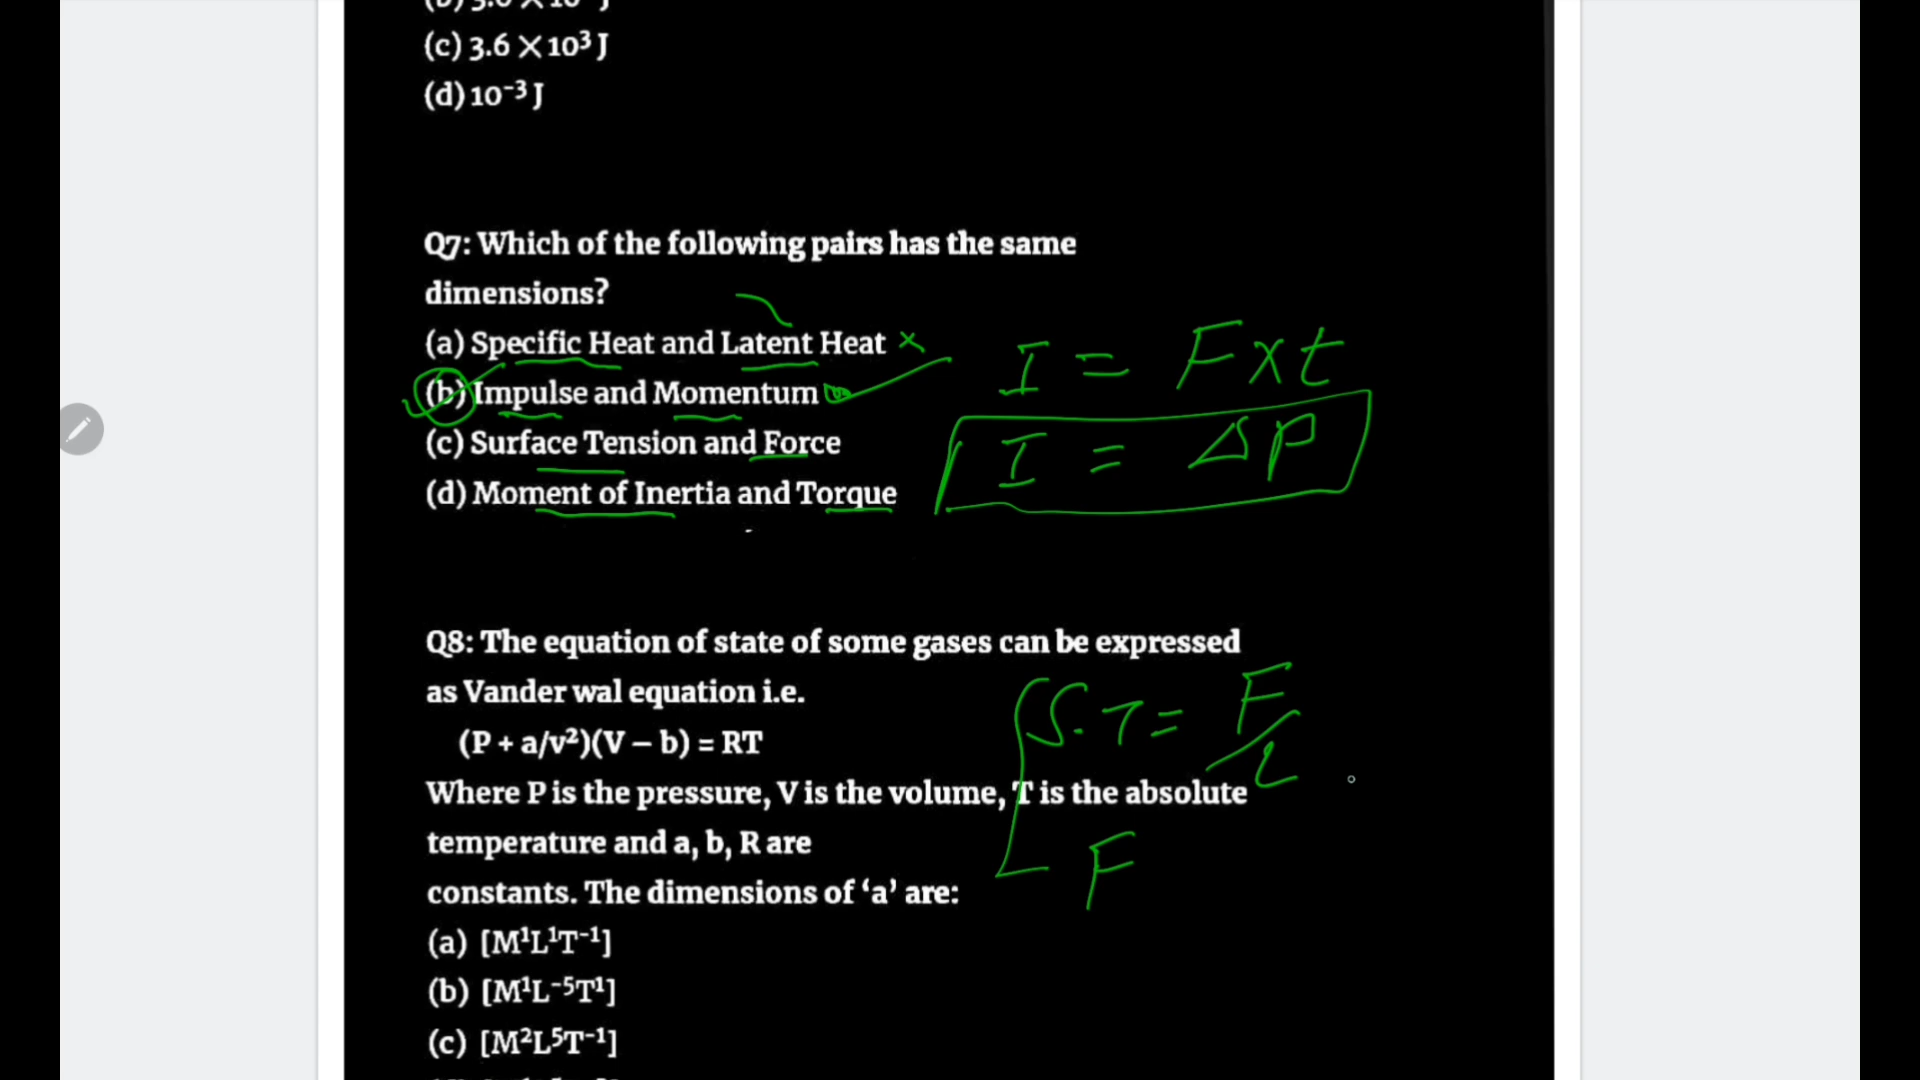 (c) 3.6 ✕ 10³ J
(d) 10⁻³ J
Q7: Which of the following pairs has the same
dimensions?
(a) Specific Heat and Latent Heat ×
(b) Impulse and Momentum
(c) Surface Tension and Force
(d) Moment of Inertia and Torque
I = F x t
I = Δ P
Q8: The equation of state of some gases can be expressed
as Vander wal equation i.e.
(P + a/v²)(V – b) = RT
Where P is the pressure, V is the volume, T is the absolute
temperature and a, b, R are
constants. The dimensions of ‘a’ are:
(a) [M¹L¹T⁻¹]
(b) [M¹L⁻⁵T¹]
(c) [M²L⁵T⁻¹]
S.T = F/l
F